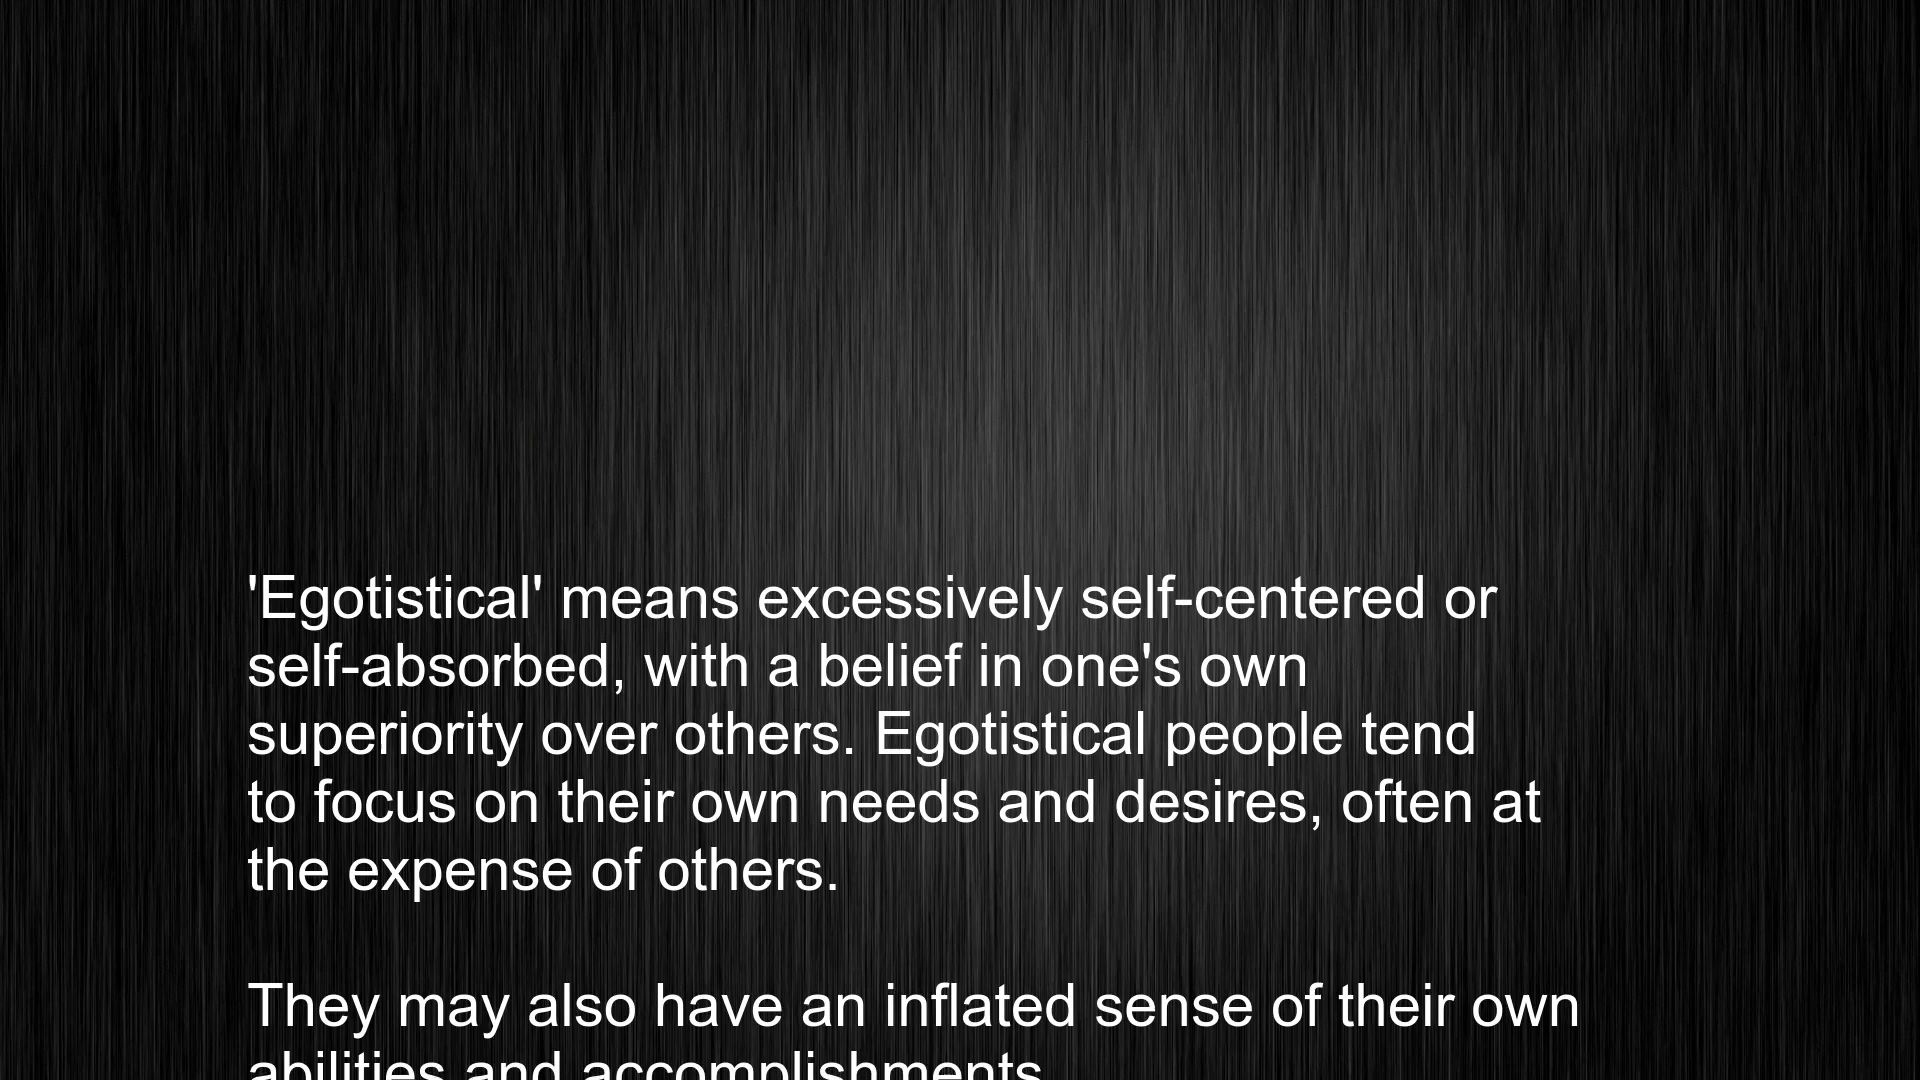 'Egotistical' means excessively self-centered or
self-absorbed, with a belief in one's own
superiority over others. Egotistical people tend
to focus on their own needs and desires, often at
the expense of others.
They may also have an inflated sense of their own
abilities and accomplishments